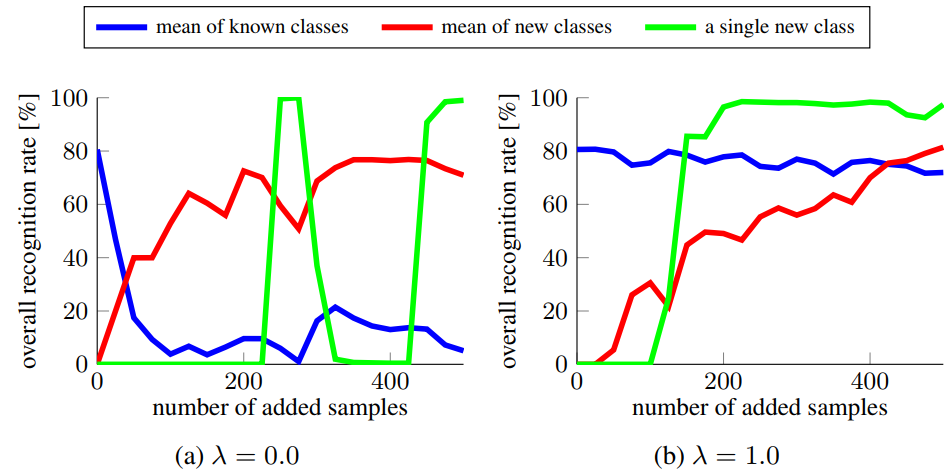 mean of known classes mean of new classes a single new class
overall recognition rate [%]
100
80
60
40
20
0
0 200 400
number of added samples
(a) λ = 0.0
overall recognition rate [%]
100
80
60
40
20
0
0 200 400
number of added samples
(b) λ = 1.0